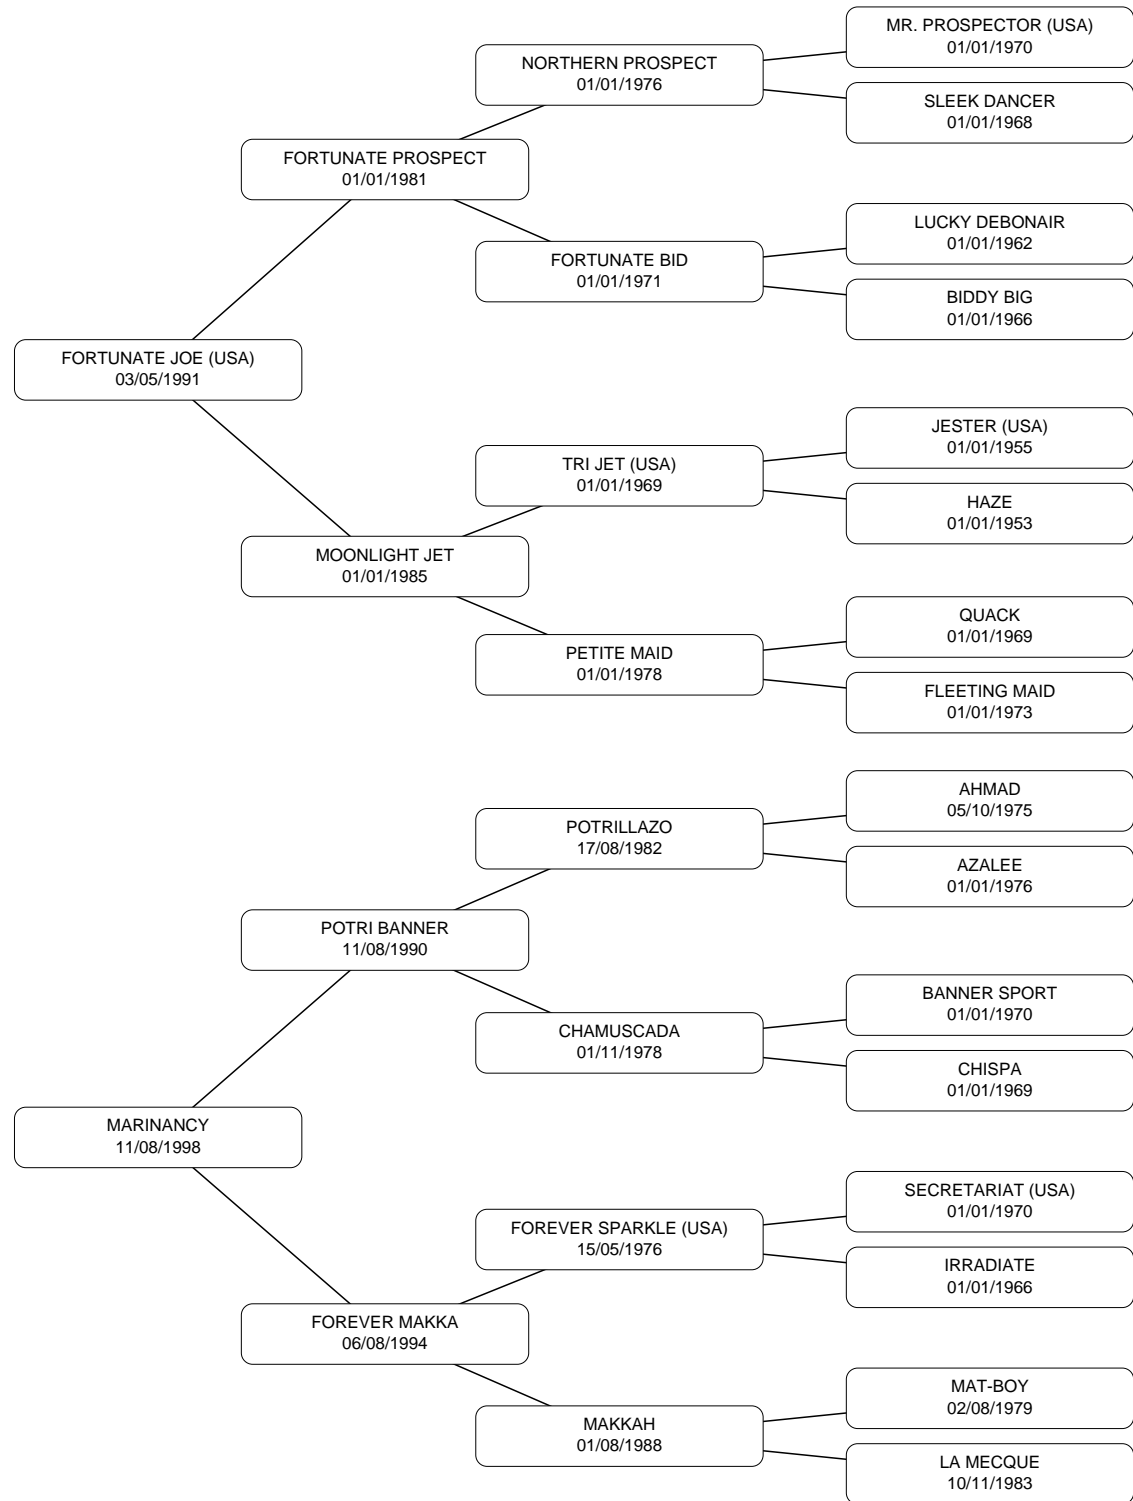 MR. PROSPECTOR (USA)
01/01/1970
NORTHERN PROSPECT
01/01/1976
SLEEK DANCER
01/01/1968
FORTUNATE PROSPECT
01/01/1981
LUCKY DEBONAIR
01/01/1962
FORTUNATE BID
01/01/1971
BIDDY BIG
01/01/1966
FORTUNATE JOE (USA)
03/05/1991
JESTER (USA)
01/01/1955
TRI JET (USA)
01/01/1969
HAZE
01/01/1953
MOONLIGHT JET
01/01/1985
QUACK
01/01/1969
PETITE MAID
01/01/1978
FLEETING MAID
01/01/1973
AHMAD
05/10/1975
POTRILLAZO
17/08/1982
AZALEE
01/01/1976
POTRI BANNER
11/08/1990
BANNER SPORT
01/01/1970
CHAMUSCADA
01/11/1978
CHISPA
01/01/1969
MARINANCY
11/08/1998
SECRETARIAT (USA)
01/01/1970
FOREVER SPARKLE (USA)
15/05/1976
IRRADIATE
01/01/1966
FOREVER MAKKA
06/08/1994
MAT-BOY
02/08/1979
MAKKAH
01/08/1988
LA MECQUE
10/11/1983